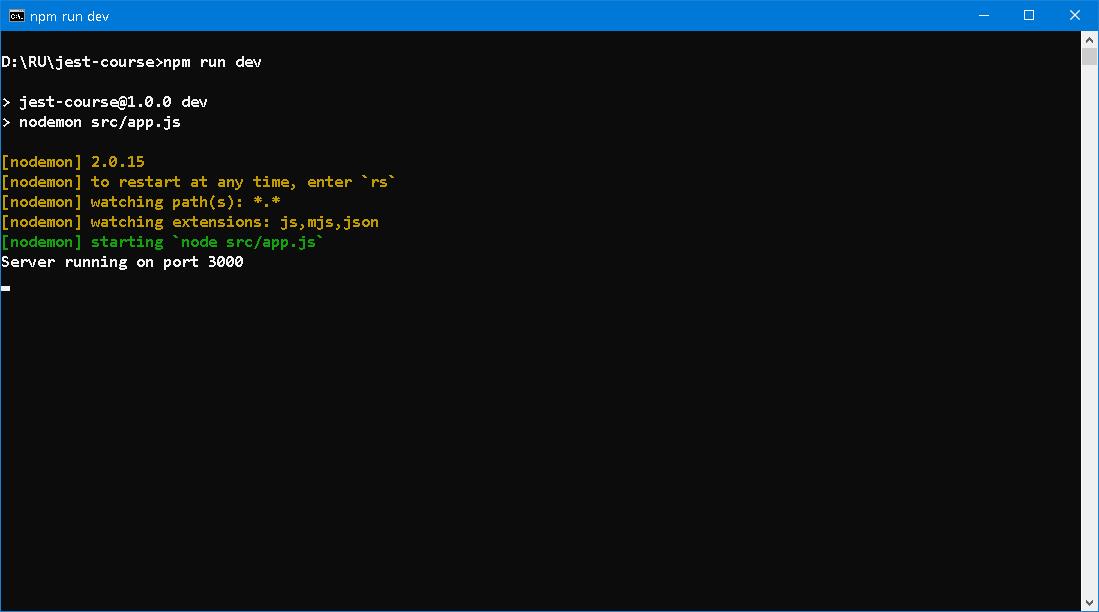 npm run dev
D:\RU\jest-course>npm run dev
> jest-course@1.0.0 dev
> nodemon src/app.js
[nodemon] 2.0.15
[nodemon] to restart at any time, enter `rs`
[nodemon] watching path(s): *.*
[nodemon] watching extensions: js,mjs,json
[nodemon] starting `node src/app.js`
Server running on port 3000